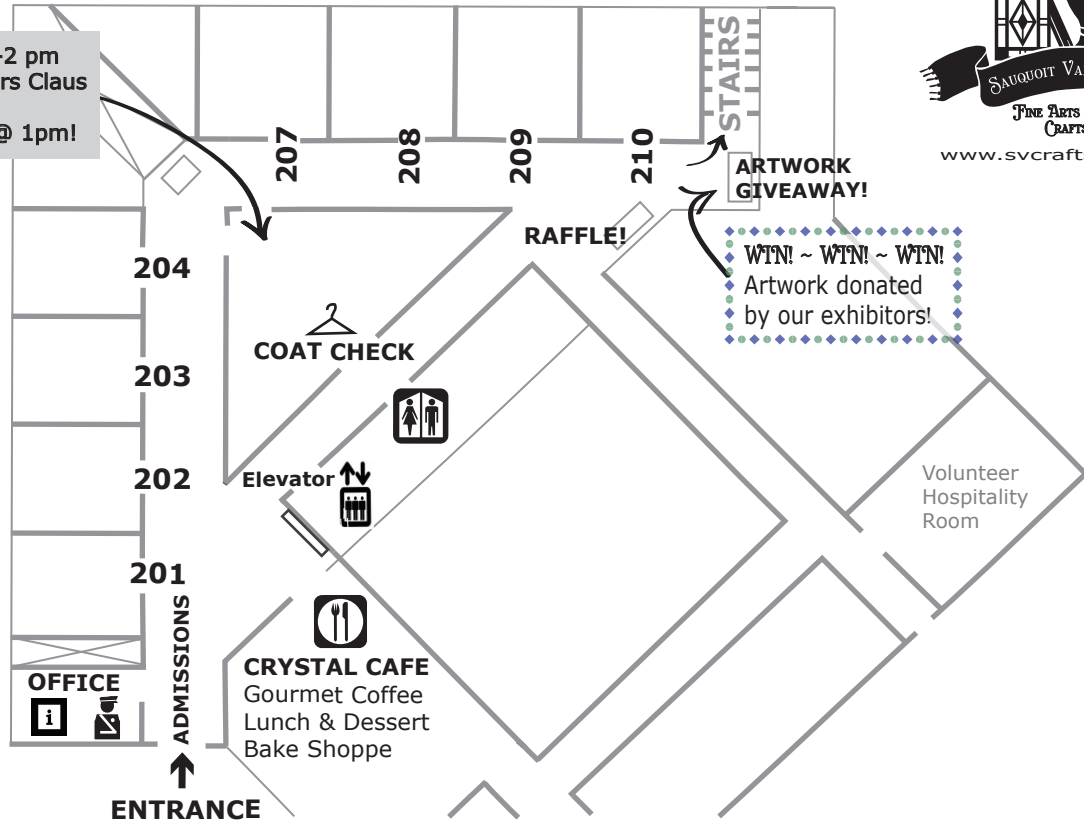 -2 pm
rs Claus
@ 1pm!
207
208
209
210
STAIRS
ARTWORK
GIVEAWAY!
SAUQUOIT VA
FINE ARTS
CRAFTS
www.svcraft
RAFFLE!
WIN! ~ WIN! ~ WIN!
Artwork donated
by our exhibitors!
204
COAT CHECK
203
202
Elevator
Volunteer
Hospitality
Room
201
ADMISSIONS
CRYSTAL CAFE
Gourmet Coffee
Lunch & Dessert
Bake Shoppe
OFFICE
i
ENTRANCE